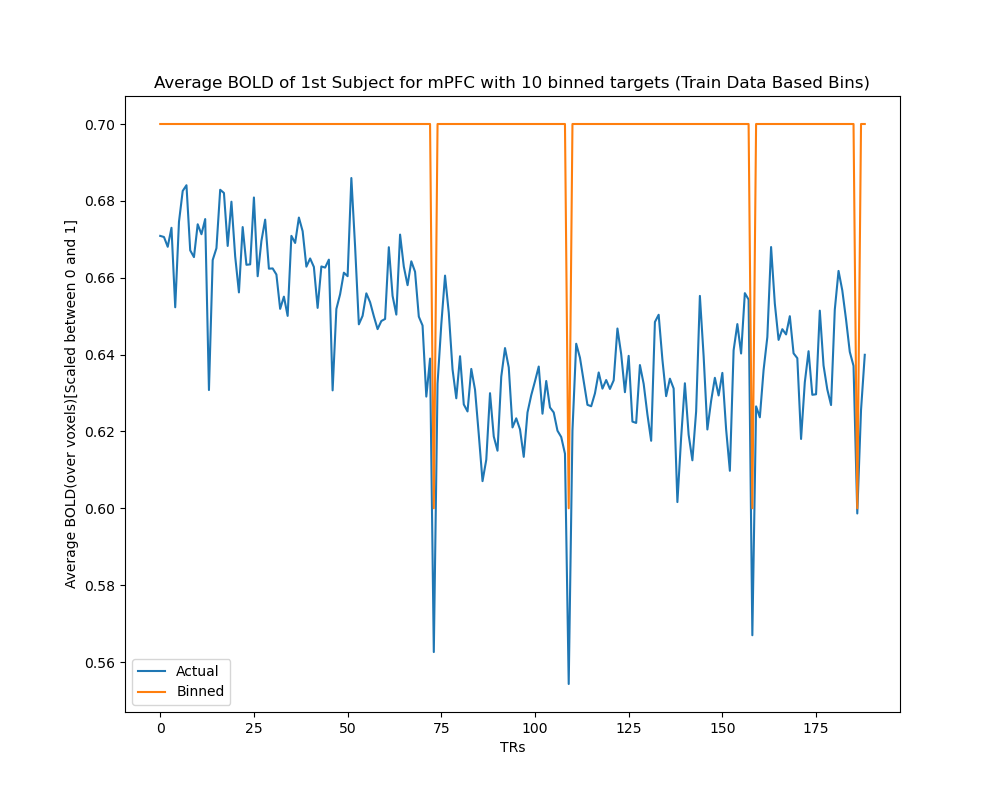 Average BOLD of 1st Subject for mPFC with 10 binned targets (Train Data Based Bins)
Average BOLD(over voxels)[Scaled between 0 and 1]
0.70
0.68
0.66
0.64
0.62
0.60
0.58
0.56
Actual
Binned
0 25 50 75 100 125 150 175
TRs